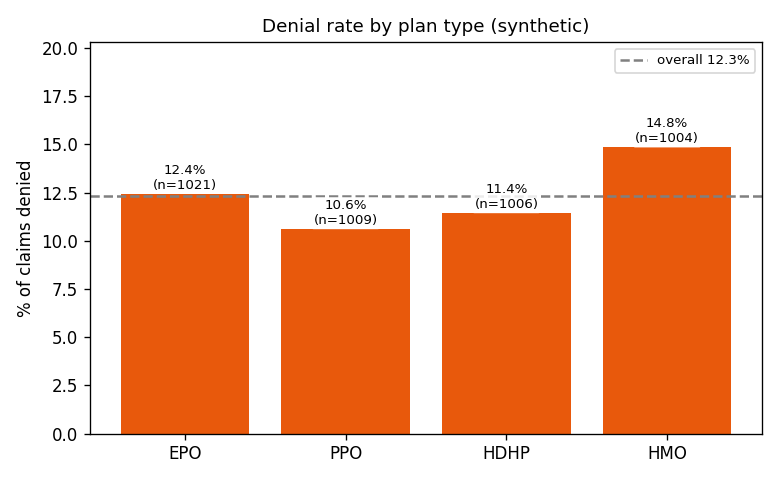 Denial rate by plan type (synthetic)
overall 12.3%
% of claims denied
20.0
17.5
15.0
12.5
10.0
7.5
5.0
2.5
0.0
12.4%
(n=1021)
10.6%
(n=1009)
11.4%
(n=1006)
14.8%
(n=1004)
EPO
PPO
HDHP
HMO